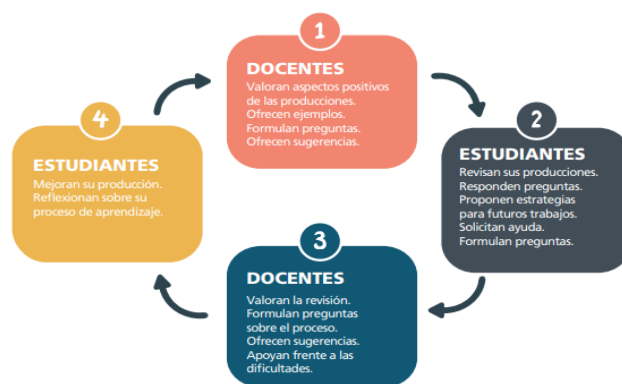 1
DOCENTES
Valoran aspectos positivos
de las producciones.
Ofrecen ejemplos.
Formulan preguntas.
Ofrecen sugerencias.
2
ESTUDIANTES
Revisan sus producciones.
Responden preguntas.
Proponen estrategias
para futuros trabajos.
Solicitan ayuda.
Formulan preguntas.
3
DOCENTES
Valoran la revisión.
Formulan preguntas
sobre el proceso.
Ofrecen sugerencias.
Apoyan frente a las
dificultades.
4
ESTUDIANTES
Mejoran su producción.
Reflexionan sobre su
proceso de aprendizaje.